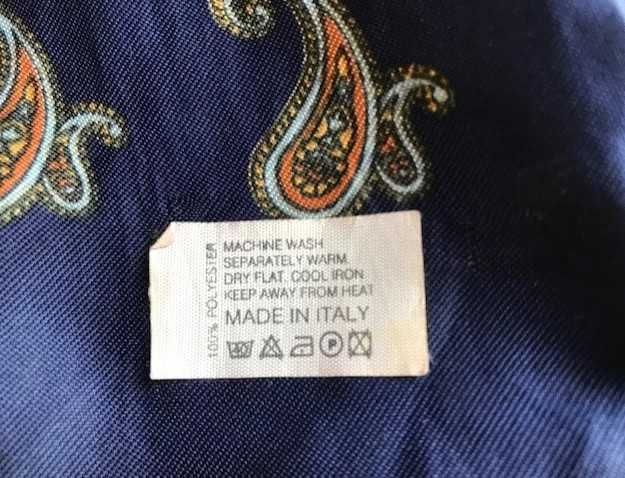 100% POLYESTER
MACHINE WASH
SEPARATELY WARM
DRY FLAT. COOL IRON
KEEP AWAY FROM HEAT
MADE IN ITALY
P